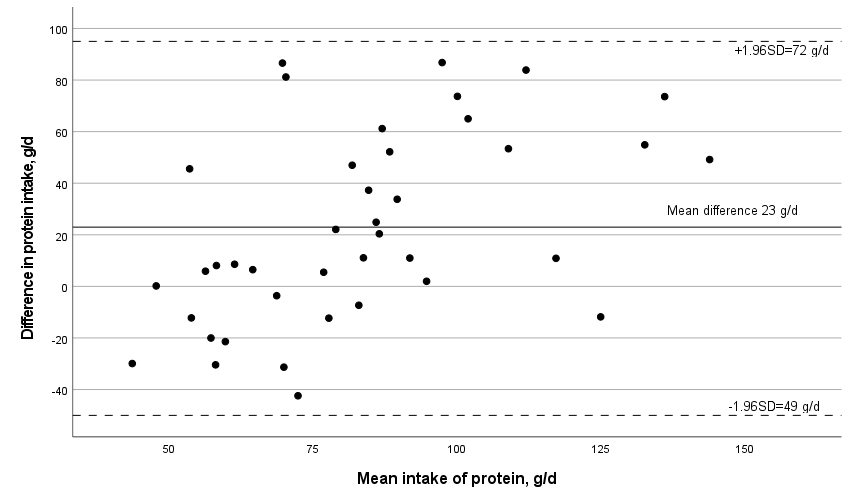 100
+1.96SD=72 g/d
80
60
40
Mean difference 23 g/d
20
0
-20
-40
-1.96SD=49 g/d
Difference in protein intake, g/d
50 75 100 125 150
Mean intake of protein, g/d